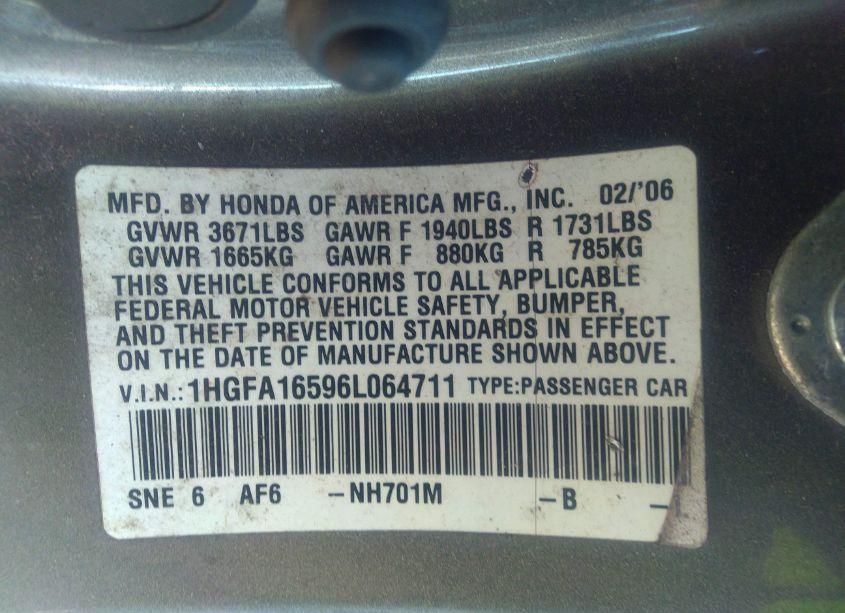 MFD. BY HONDA OF AMERICA MFG., INC. 02/'06
GVWR 3671LBS GAWR F 1940LBS R 1731LBS
GVWR 1665KG GAWR F 880KG R 785KG
THIS VEHICLE CONFORMS TO ALL APPLICABLE
FEDERAL MOTOR VEHICLE SAFETY, BUMPER,
AND THEFT PREVENTION STANDARDS IN EFFECT
ON THE DATE OF MANUFACTURE SHOWN ABOVE.
V.I.N.: 1HGFA16596L064711 TYPE:PASSENGER CAR
SNE 6 AF6 -NH701M -B -